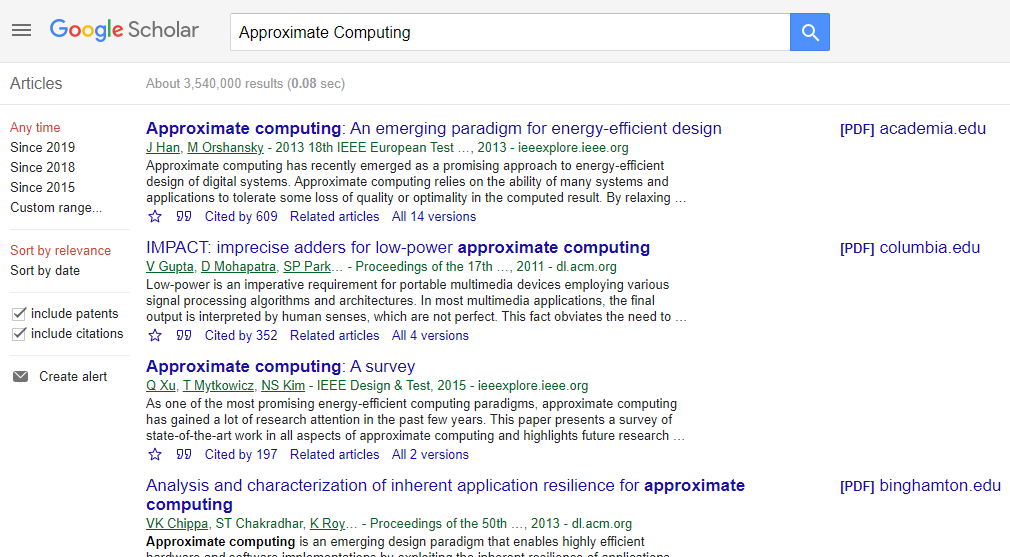 Google Scholar
Approximate Computing
Articles
About 3,540,000 results (0.08 sec)
Any time
Since 2019
Since 2018
Since 2015
Custom range...
Sort by relevance
Sort by date
include patents
include citations
Create alert
Approximate computing: An emerging paradigm for energy-efficient design
J Han, M Orshansky - 2013 18th IEEE European Test …, 2013 - ieeexplore.ieee.org
Approximate computing has recently emerged as a promising approach to energy-efficient
design of digital systems. Approximate computing relies on the ability of many systems and
applications to tolerate some loss of quality or optimality in the computed result. By relaxing …
Cited by 609 Related articles All 14 versions
[PDF] academia.edu
IMPACT: imprecise adders for low-power approximate computing
V Gupta, D Mohapatra, SP Park… - Proceedings of the 17th …, 2011 - dl.acm.org
Low-power is an imperative requirement for portable multimedia devices employing various
signal processing algorithms and architectures. In most multimedia applications, the final
output is interpreted by human senses, which are not perfect. This fact obviates the need to …
Cited by 352 Related articles All 4 versions
[PDF] columbia.edu
Approximate computing: A survey
Q Xu, T Mytkowicz, NS Kim - IEEE Design & Test, 2015 - ieeexplore.ieee.org
As one of the most promising energy-efficient computing paradigms, approximate computing
has gained a lot of research attention in the past few years. This paper presents a survey of
state-of-the-art work in all aspects of approximate computing and highlights future research …
Cited by 197 Related articles All 2 versions
Analysis and characterization of inherent application resilience for approximate
computing
VK Chippa, ST Chakradhar, K Roy… - Proceedings of the 50th …, 2013 - dl.acm.org
Approximate computing is an emerging design paradigm that enables highly efficient
hardware and software implementations by exploiting the inherent resilience of applications
[PDF] binghamton.edu